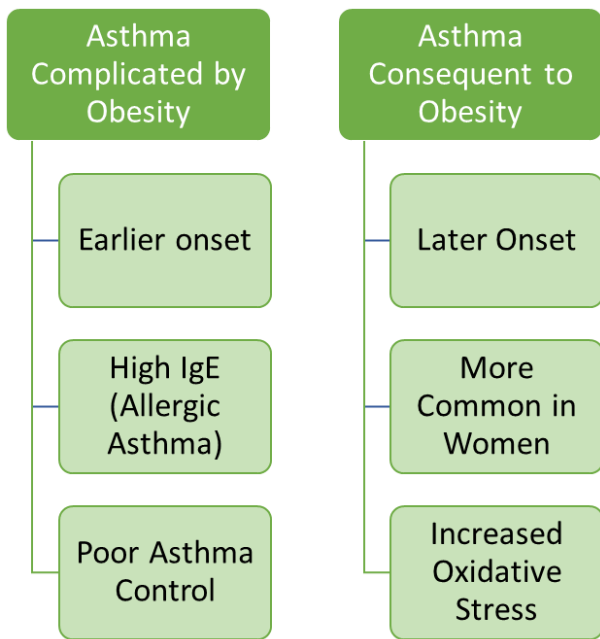 Asthma
Complicated by
Obesity
Earlier onset
High IgE
(Allergic
Asthma)
Poor Asthma
Control
Asthma
Consequent to
Obesity
Later Onset
More
Common in
Women
Increased
Oxidative
Stress